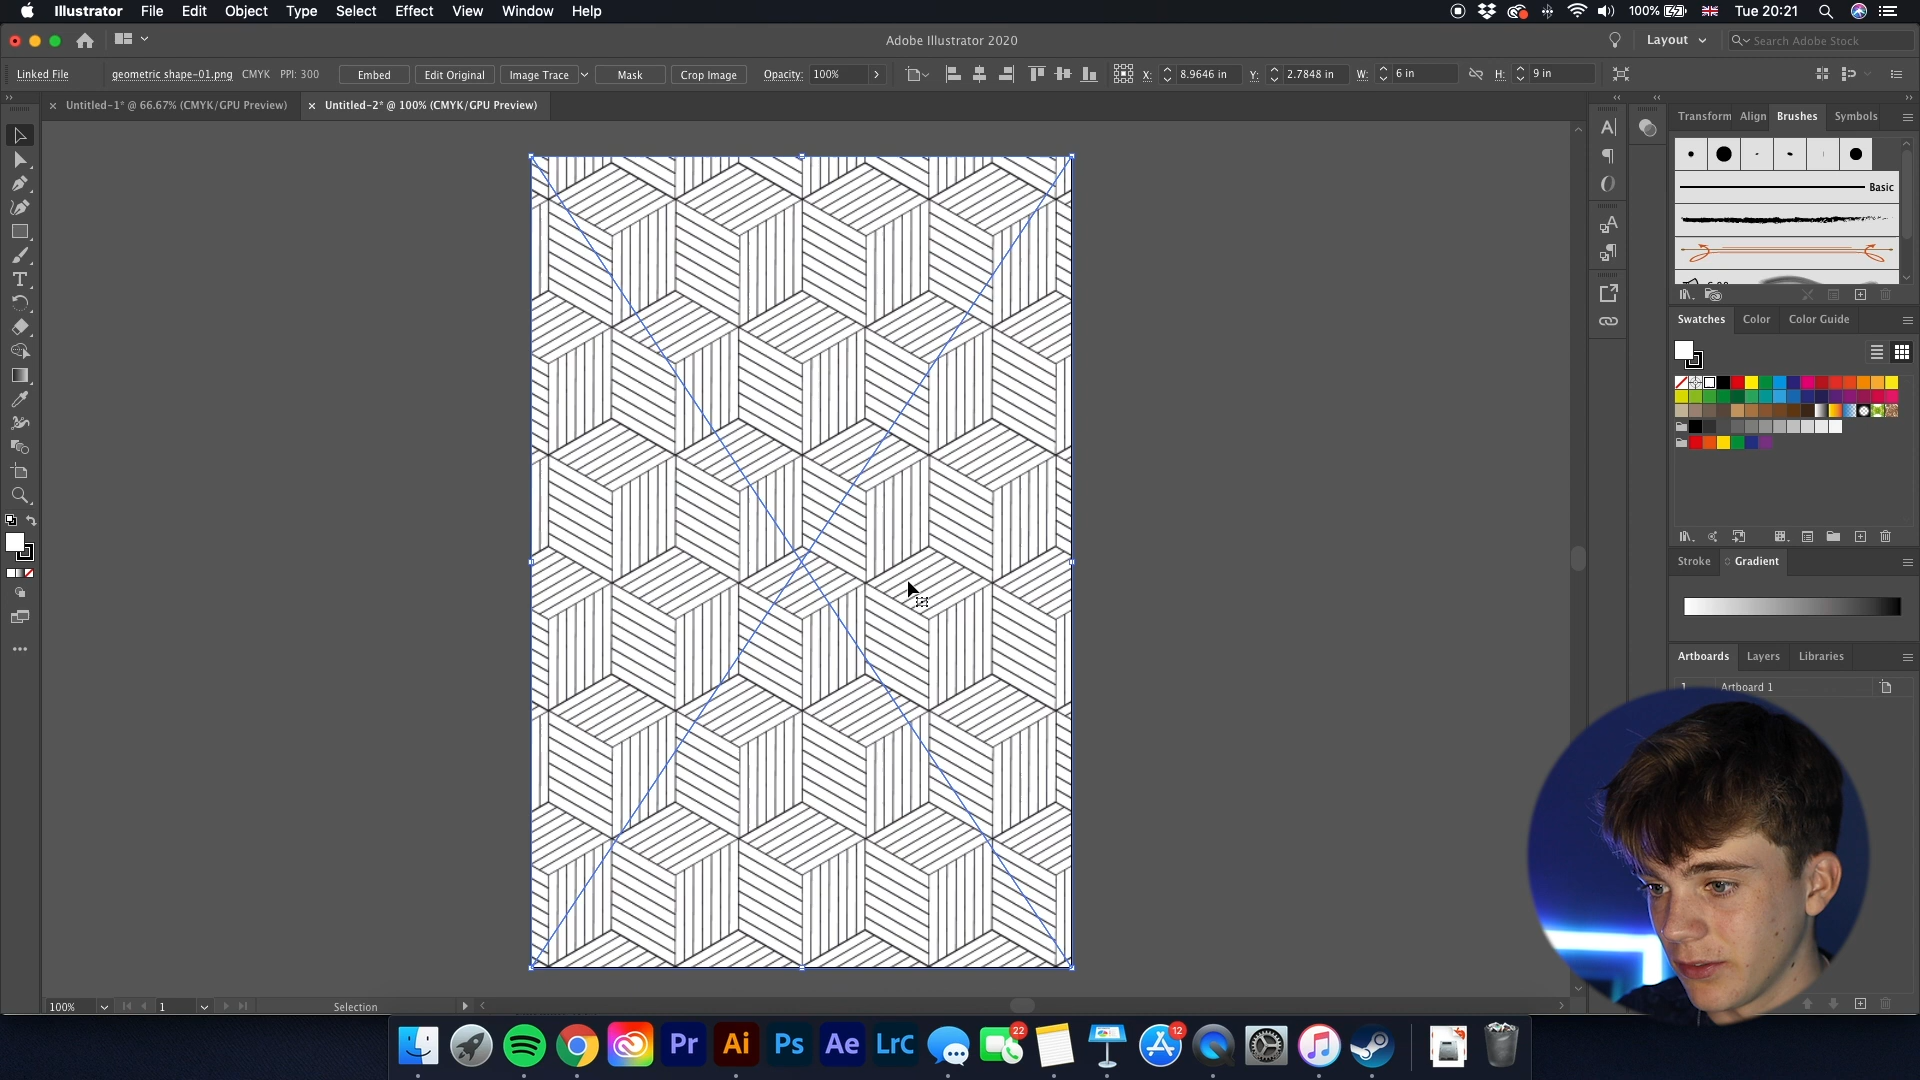 Illustrator File Edit Object Type Select Effect View Window Help
100% Tue 20:21
Adobe Illustrator 2020
Layout
Search Adobe Stock
Linked File geometric shape-01.png CMYK PPI: 300 Embed Edit Original Image Trace Mask Crop Image Opacity: 100% X: 8.9646 in Y: 2.7848 in W: 6 in H: 9 in
Untitled-1* @ 66.67% (CMYK/GPU Preview) Untitled-2* @ 100% (CMYK/GPU Preview)
Transform Align Brushes Symbols
Basic
Swatches Color Color Guide
Stroke Gradient
Artboards Layers Libraries
1 Artboard 1
100% 1 Selection
Pr Ai Ps Ae LrC 22 12